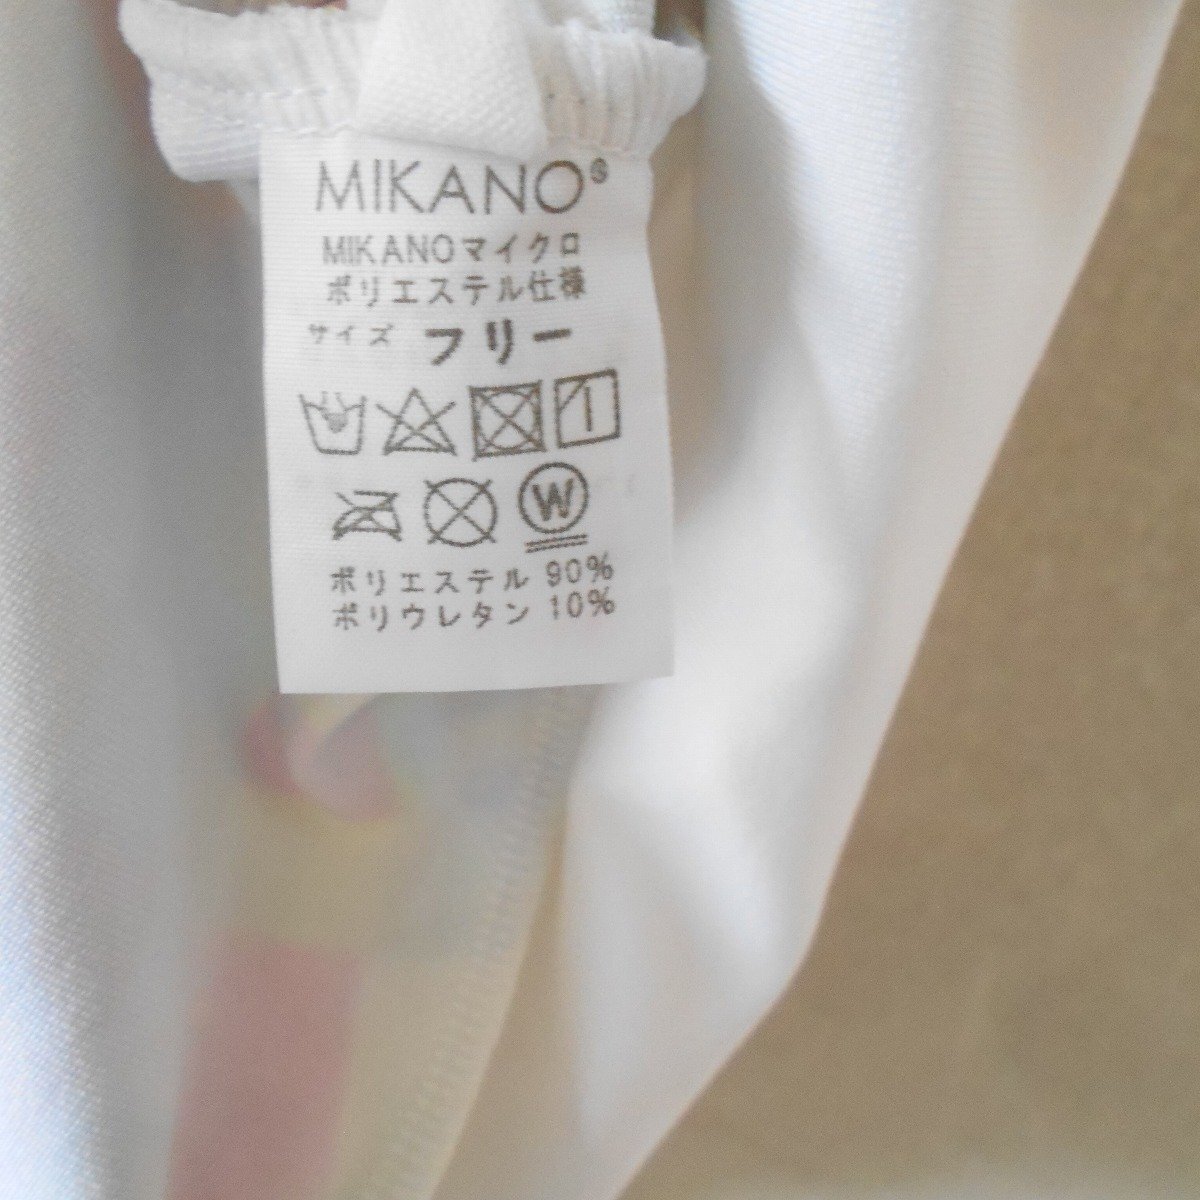 MIKANO®
MIKANOマイクロ
ポリエステル仕様
サイズ フリー
W
ポリエステル 90%
ポリウレタン 10%